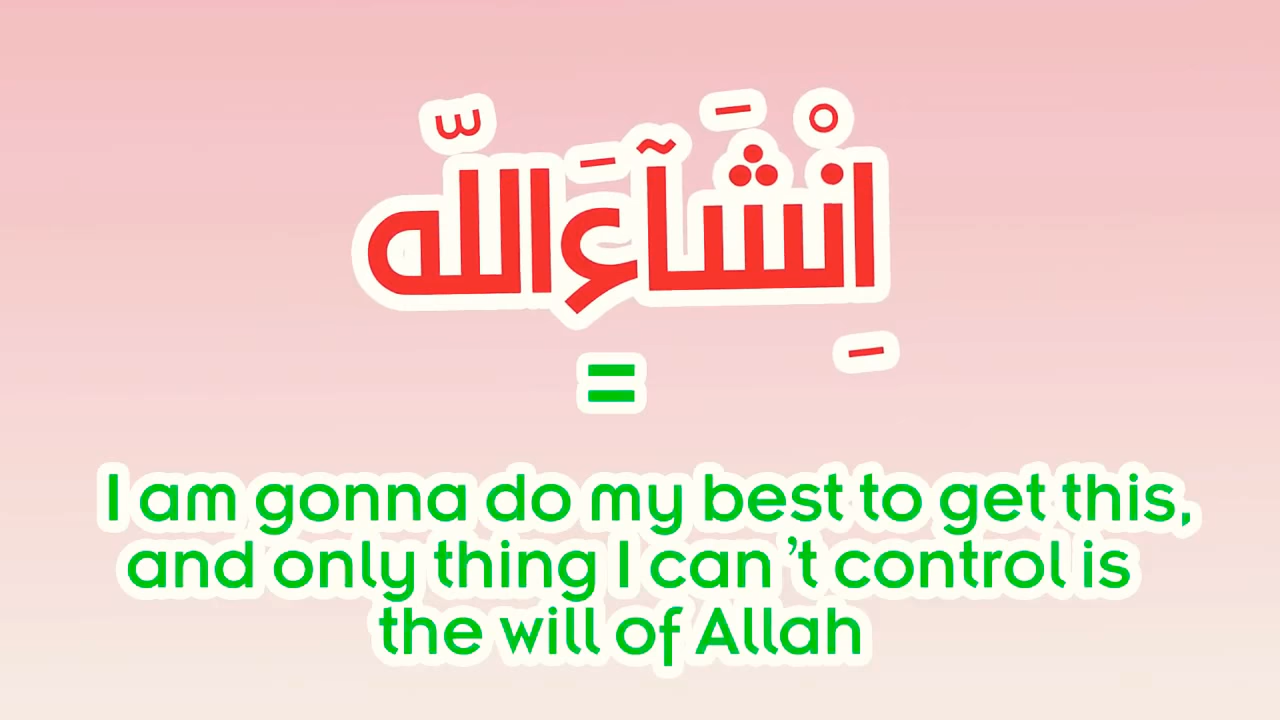 اِنْشَآءَاللّه
=
I am gonna do my best to get this,
and only thing I can't control is
the will of Allah